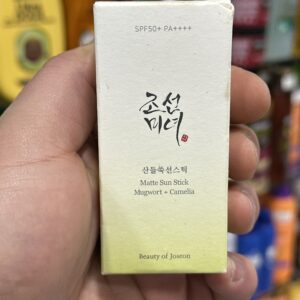 SPF50+ PA++++
조선
미녀
산들쑥선스틱
Matte Sun Stick
Mugwort + Camelia
Beauty of Joseon